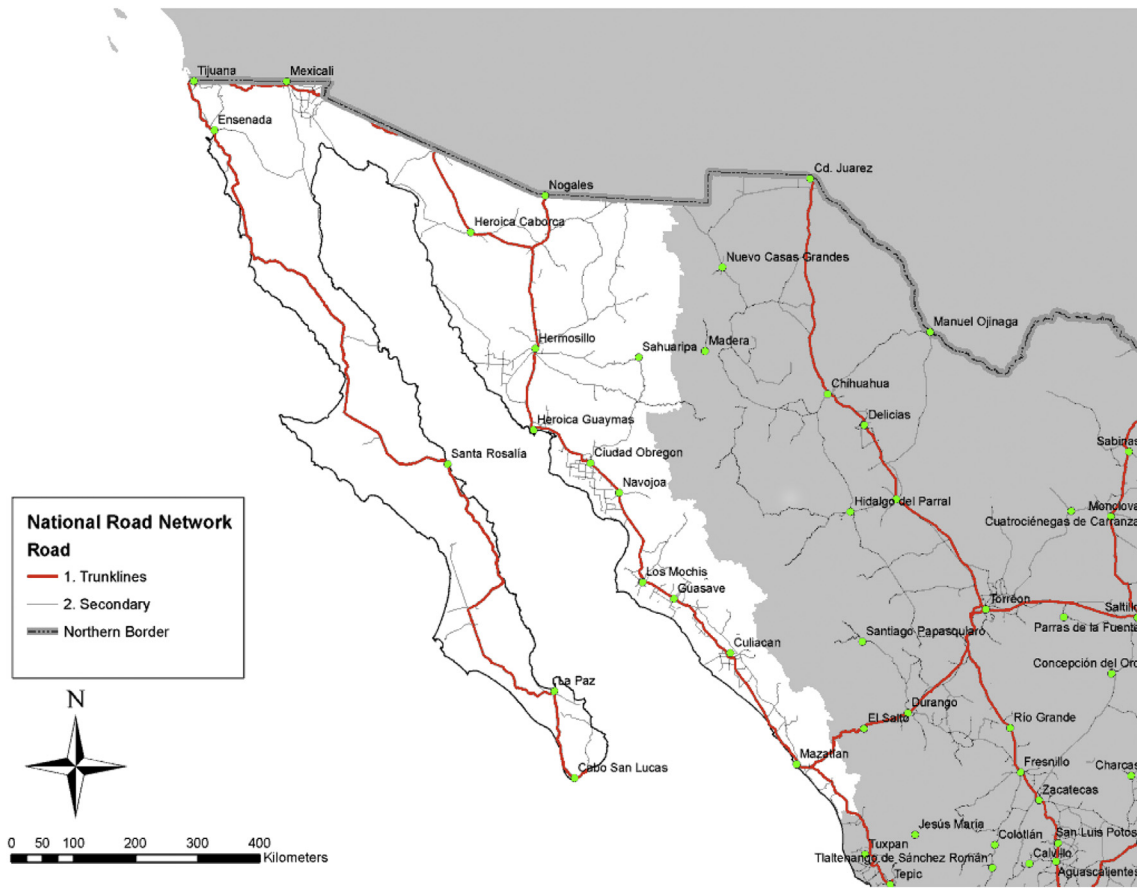 Tijuana
Mexicali
Ensenada
Nogales
Cd. Juarez
Heroica Caborca
Nuevo Casas Grandes
Manuel Ojinaga
Hermosillo
Sahuaripa
Madera
Chihuahua
Delicias
Heroica Guaymas
Santa Rosalía
Ciudad Obregon
Sabinas
Navojoa
Hidalgo del Parral
Monclova
Cuatrociénegas de Carranza
National Road Network
Road
1. Trunklines
2. Secondary
Northern Border
Los Mochis
Guasave
Torreon
Saltillo
Parras de la Fuente
Santiago Papasquiaro
Culiacan
Concepción del Oro
N
La Paz
Durango
El Salto
Río Grande
Mazatlan
Cabo San Lucas
Fresnillo
Charcas
Zacatecas
Jesús Maria
Colotlán
San Luis Potos
Tuxpan
Tlaltenango de Sánchez Román
Calvillo
Aguascalientes
Tepic
0 50 100 200 300 400
Kilometers